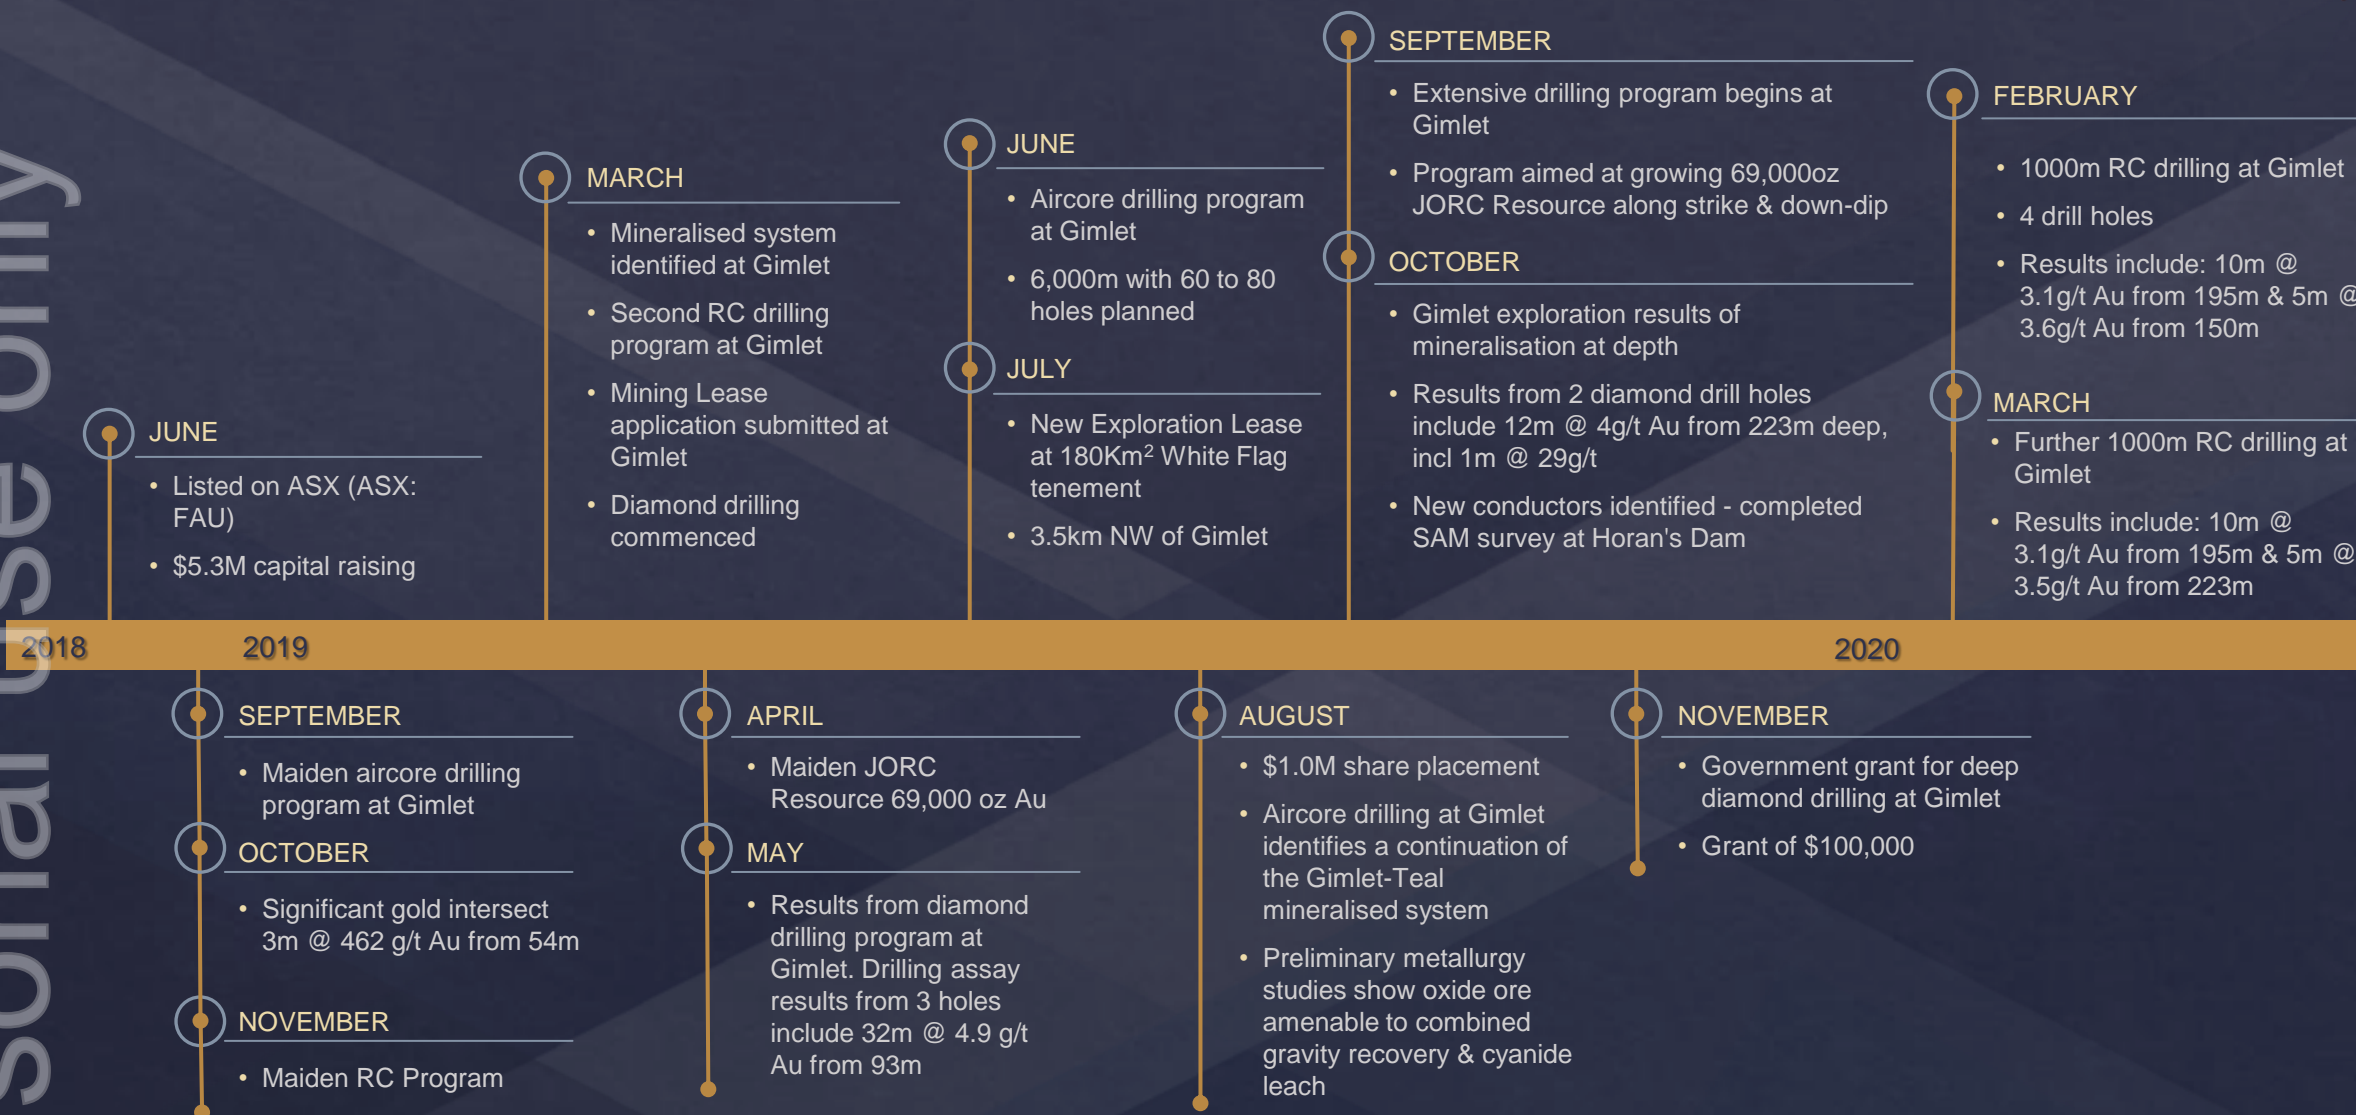 JUNE
• Listed on ASX (ASX:
FAU)
• $5.3M capital raising
MARCH
• Mineralised system
identified at Gimlet
• Second RC drilling
program at Gimlet
• Mining Lease
application submitted at
Gimlet
• Diamond drilling
commenced
JUNE
• Aircore drilling program
at Gimlet
• 6,000m with 60 to 80
holes planned
JULY
• New Exploration Lease
at 180Km² White Flag
tenement
• 3.5km NW of Gimlet
SEPTEMBER
• Extensive drilling program begins at
Gimlet
• Program aimed at growing 69,000oz
JORC Resource along strike & down-dip
OCTOBER
• Gimlet exploration results of
mineralisation at depth
• Results from 2 diamond drill holes
include 12m @ 4g/t Au from 223m deep,
incl 1m @ 29g/t
• New conductors identified - completed
SAM survey at Horan's Dam
FEBRUARY
• 1000m RC drilling at Gimlet
• 4 drill holes
• Results include: 10m @
3.1g/t Au from 195m & 5m @
3.6g/t Au from 150m
MARCH
• Further 1000m RC drilling at
Gimlet
• Results include: 10m @
3.1g/t Au from 195m & 5m @
3.5g/t Au from 223m
2018
2019
2020
SEPTEMBER
• Maiden aircore drilling
program at Gimlet
OCTOBER
• Significant gold intersect
3m @ 462 g/t Au from 54m
NOVEMBER
• Maiden RC Program
APRIL
• Maiden JORC
Resource 69,000 oz Au
MAY
• Results from diamond
drilling program at
Gimlet. Drilling assay
results from 3 holes
include 32m @ 4.9 g/t
Au from 93m
AUGUST
• $1.0M share placement
• Aircore drilling at Gimlet
identifies a continuation of
the Gimlet-Teal
mineralised system
• Preliminary metallurgy
studies show oxide ore
amenable to combined
gravity recovery & cyanide
leach
NOVEMBER
• Government grant for deep
diamond drilling at Gimlet
• Grant of $100,000
sonal use only